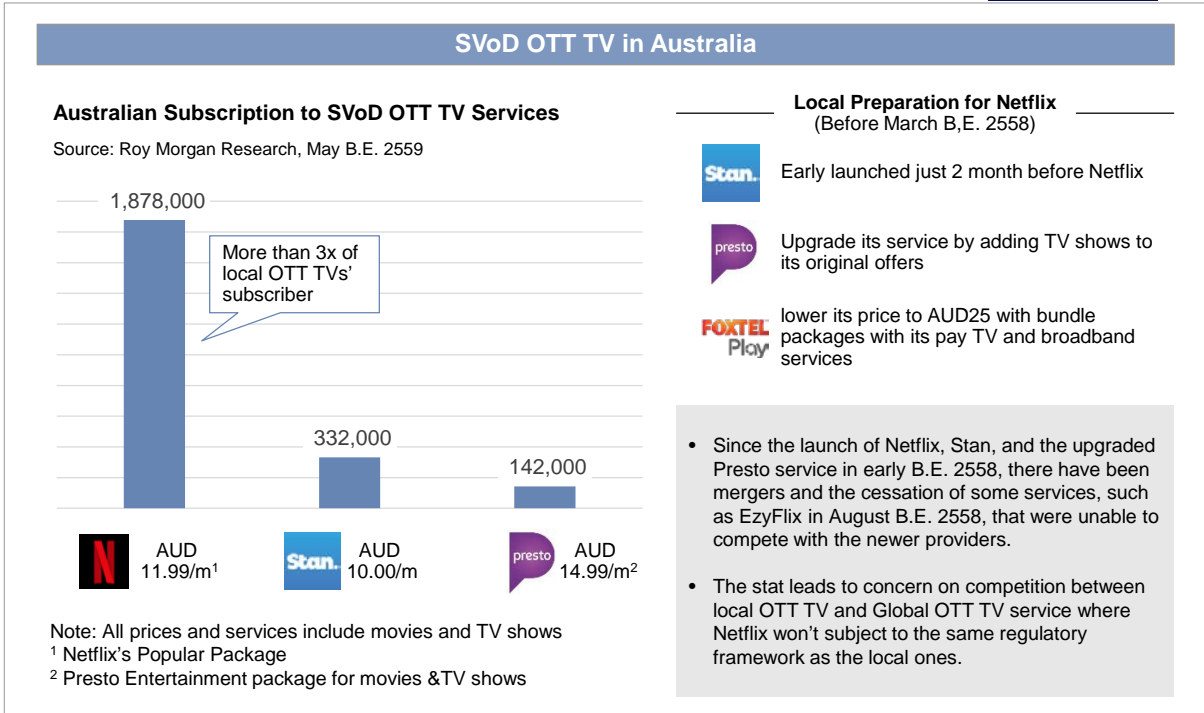 SVoD OTT TV in Australia
Australian Subscription to SVoD OTT TV Services
Source: Roy Morgan Research, May B.E. 2559
1,878,000
More than 3x of
local OTT TVs'
subscriber
332,000
142,000
N
AUD
11.99/m¹
Stan.
AUD
10.00/m
presto
AUD
14.99/m²
Note: All prices and services include movies and TV shows
¹ Netflix's Popular Package
² Presto Entertainment package for movies &TV shows
Local Preparation for Netflix
(Before March B,E. 2558)
Stan.
Early launched just 2 month before Netflix
presto
Upgrade its service by adding TV shows to
its original offers
FOXTEL
Play
lower its price to AUD25 with bundle
packages with its pay TV and broadband
services
• Since the launch of Netflix, Stan, and the upgraded
Presto service in early B.E. 2558, there have been
mergers and the cessation of some services, such
as EzyFlix in August B.E. 2558, that were unable to
compete with the newer providers.
• The stat leads to concern on competition between
local OTT TV and Global OTT TV service where
Netflix won't subject to the same regulatory
framework as the local ones.